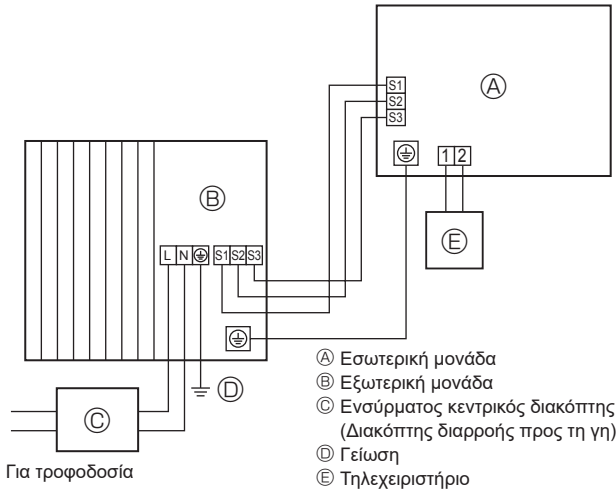 S1
S2
S3
Ⓐ
⏚
1 2
Ⓑ
Ⓔ
L N ⏚ S1 S2 S3
⏚
Ⓓ
Ⓒ
Για τροφοδοσία
Ⓐ Εσωτερική μονάδα
Ⓑ Εξωτερική μονάδα
Ⓒ Ενσύρματος κεντρικός διακόπτης
(Διακόπτης διαρροής προς τη γη)
Ⓓ Γείωση
Ⓔ Τηλεχειριστήριο